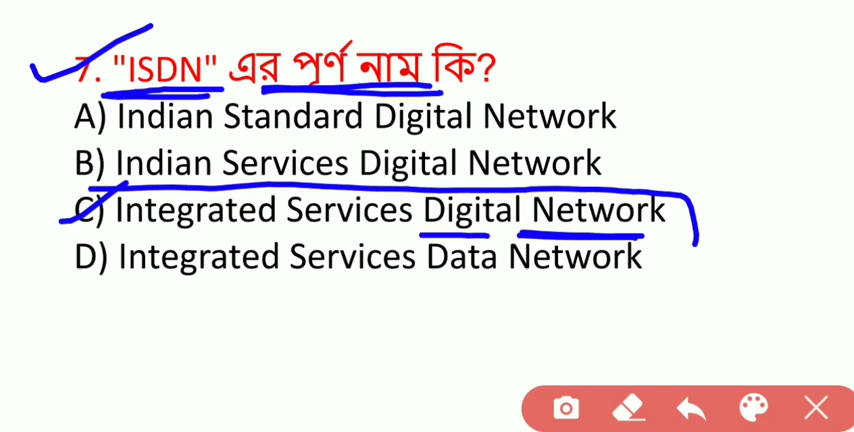 7. "ISDN" এর পূর্ণ নাম কি?
A) Indian Standard Digital Network
B) Indian Services Digital Network
C) Integrated Services Digital Network
D) Integrated Services Data Network